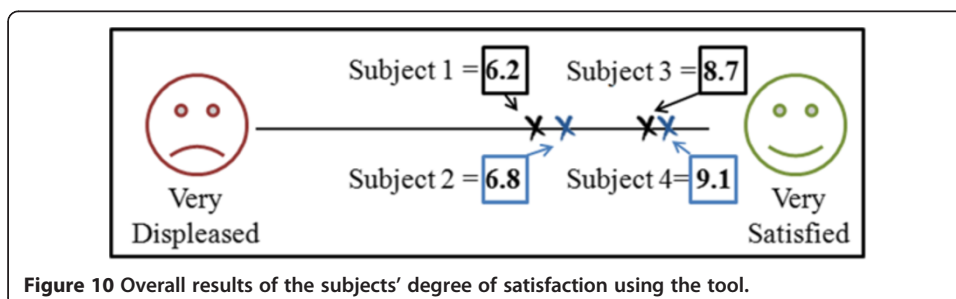 Subject 1 = 6.2 Subject 3 = 8.7
Subject 2 = 6.8 Subject 4= 9.1
Very
Displeased
Very
Satisfied
Figure 10 Overall results of the subjects' degree of satisfaction using the tool.